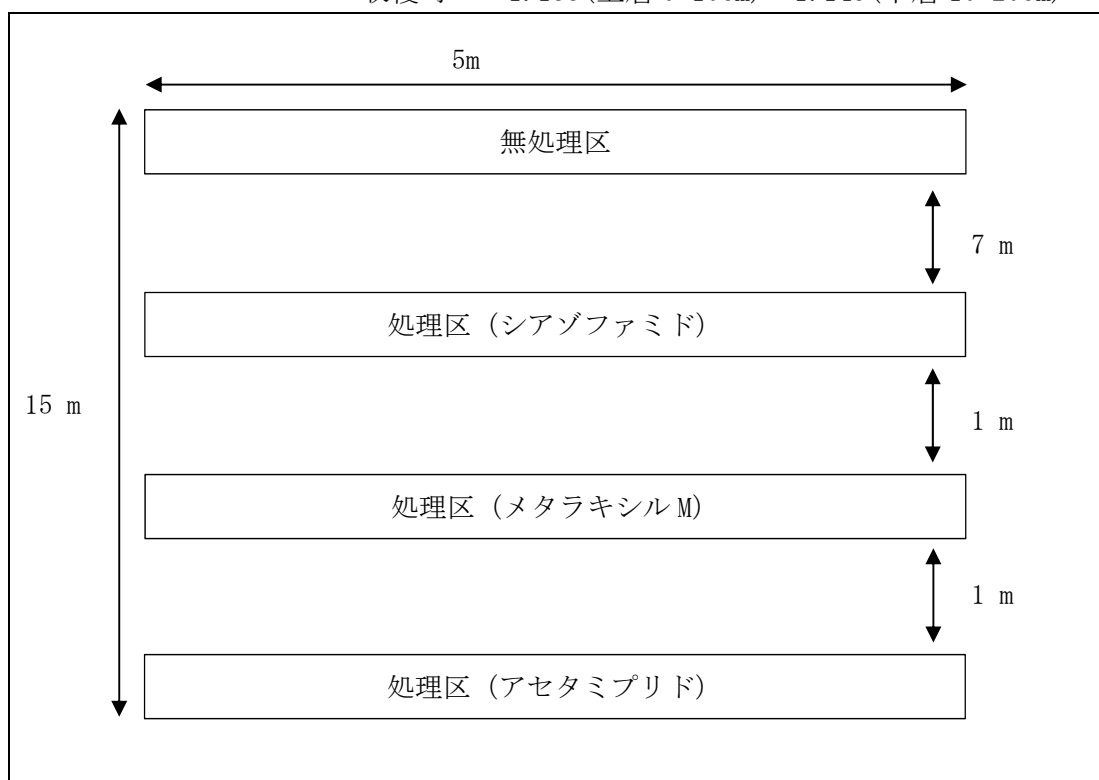 5m
無処理区
7 m
処理区 (シアゾファミド)
15 m
1 m
処理区 (メタラキシル M)
1 m
処理区 (アセタミプリド)